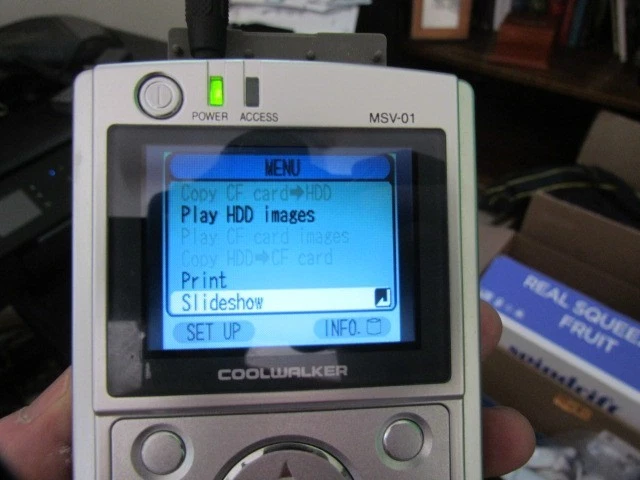 POWER ACCESS MSV-01
MENU
Copy CF card➡HDD
Play HDD images
Play CF card images
Copy HDD➡CF card
Print
Slideshow
SET UP INFO.
COOLWALKER
REAL SQUEE
FRUIT
spindrift